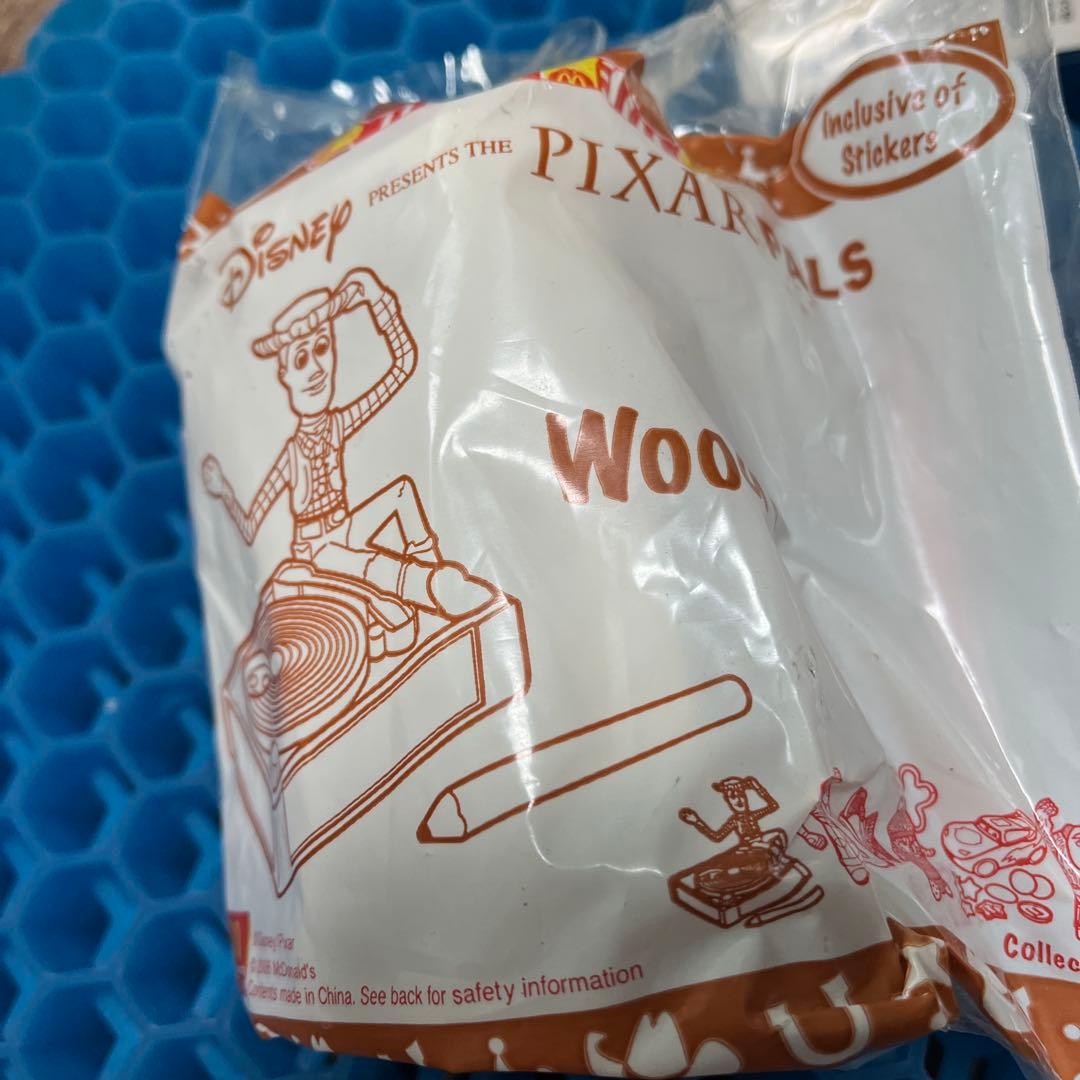 Inclusive of
Stickers
DISNEY PRESENTS THE PIXAR PALS
Woo
Disney/Pixar
McDonald's
Contents made in China. See back for safety information
Collec